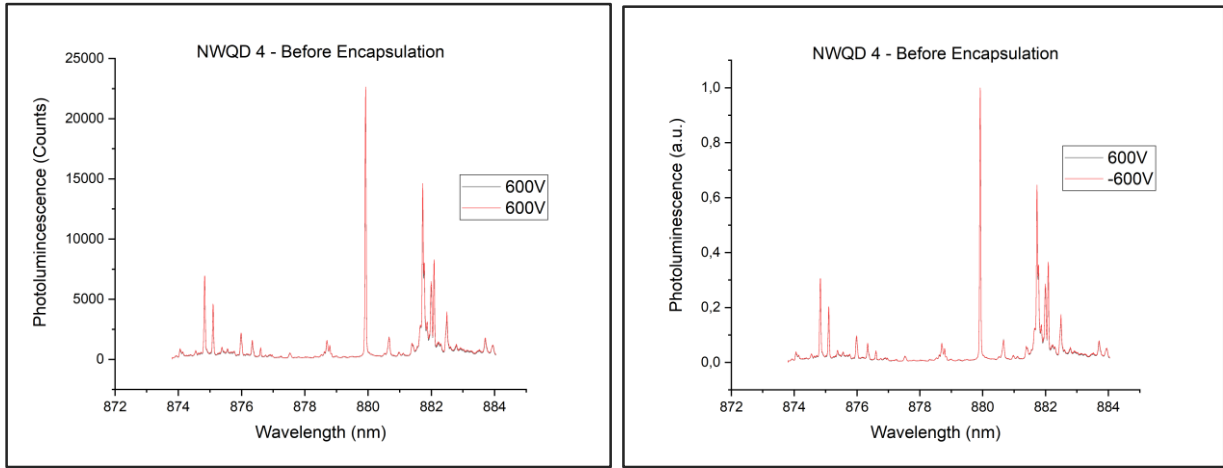 NWQD 4 - Before Encapsulation
25000
20000
15000
10000
5000
0
Photolumincescence (Counts)
600V
600V
872 874 876 878 880 882 884
Wavelength (nm)
NWQD 4 - Before Encapsulation
1,0
0,8
0,6
0,4
0,2
0,0
Photoluminescence (a.u.)
600V
-600V
872 874 876 878 880 882 884
Wavelength (nm)